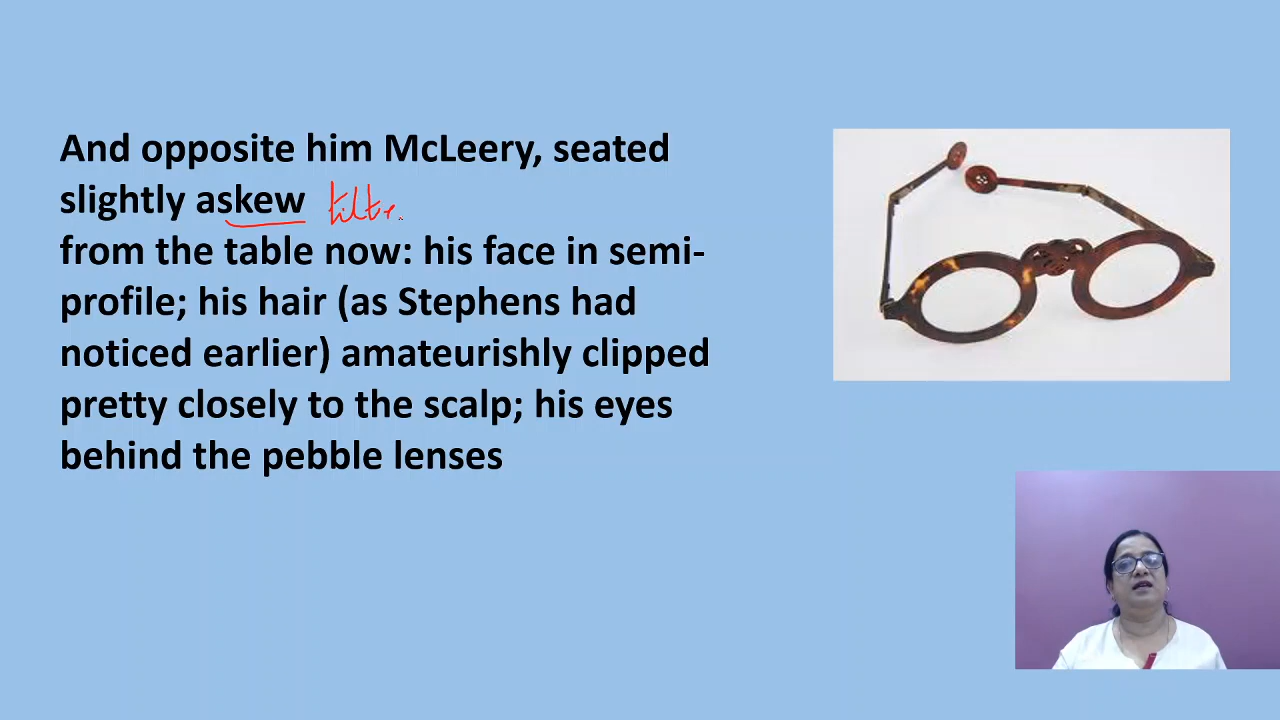 And opposite him McLeery, seated
slightly askew
from the table now: his face in semi-
profile; his hair (as Stephens had
noticed earlier) amateurishly clipped
pretty closely to the scalp; his eyes
behind the pebble lenses